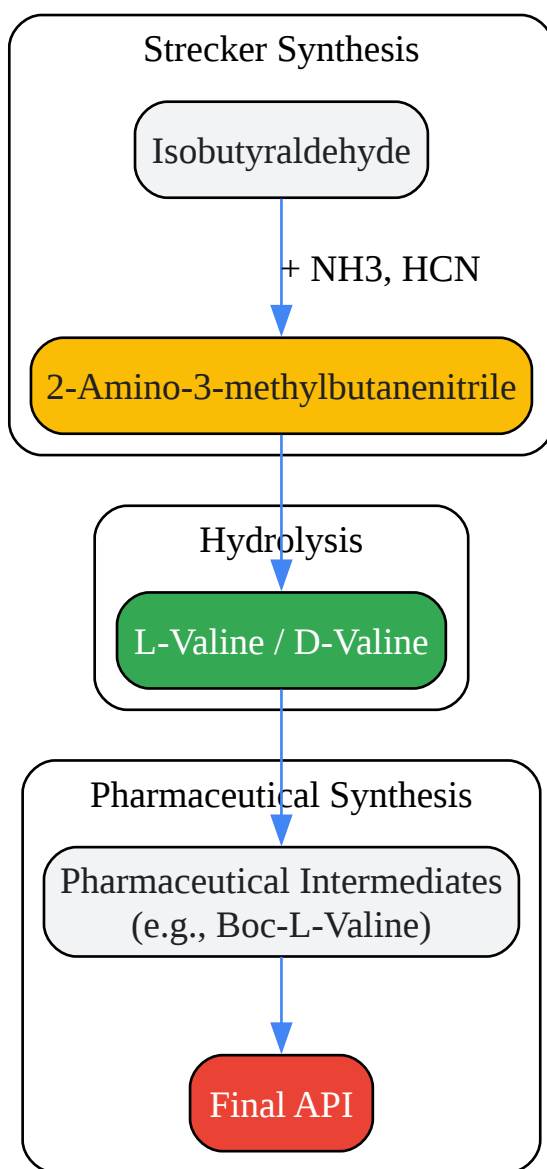 Strecker Synthesis
Isobutyraldehyde
+ NH3, HCN
2-Amino-3-methylbutanenitrile
Hydrolysis
L-Valine / D-Valine
Pharmaceutical Synthesis
Pharmaceutical Intermediates
(e.g., Boc-L-Valine)
Final API